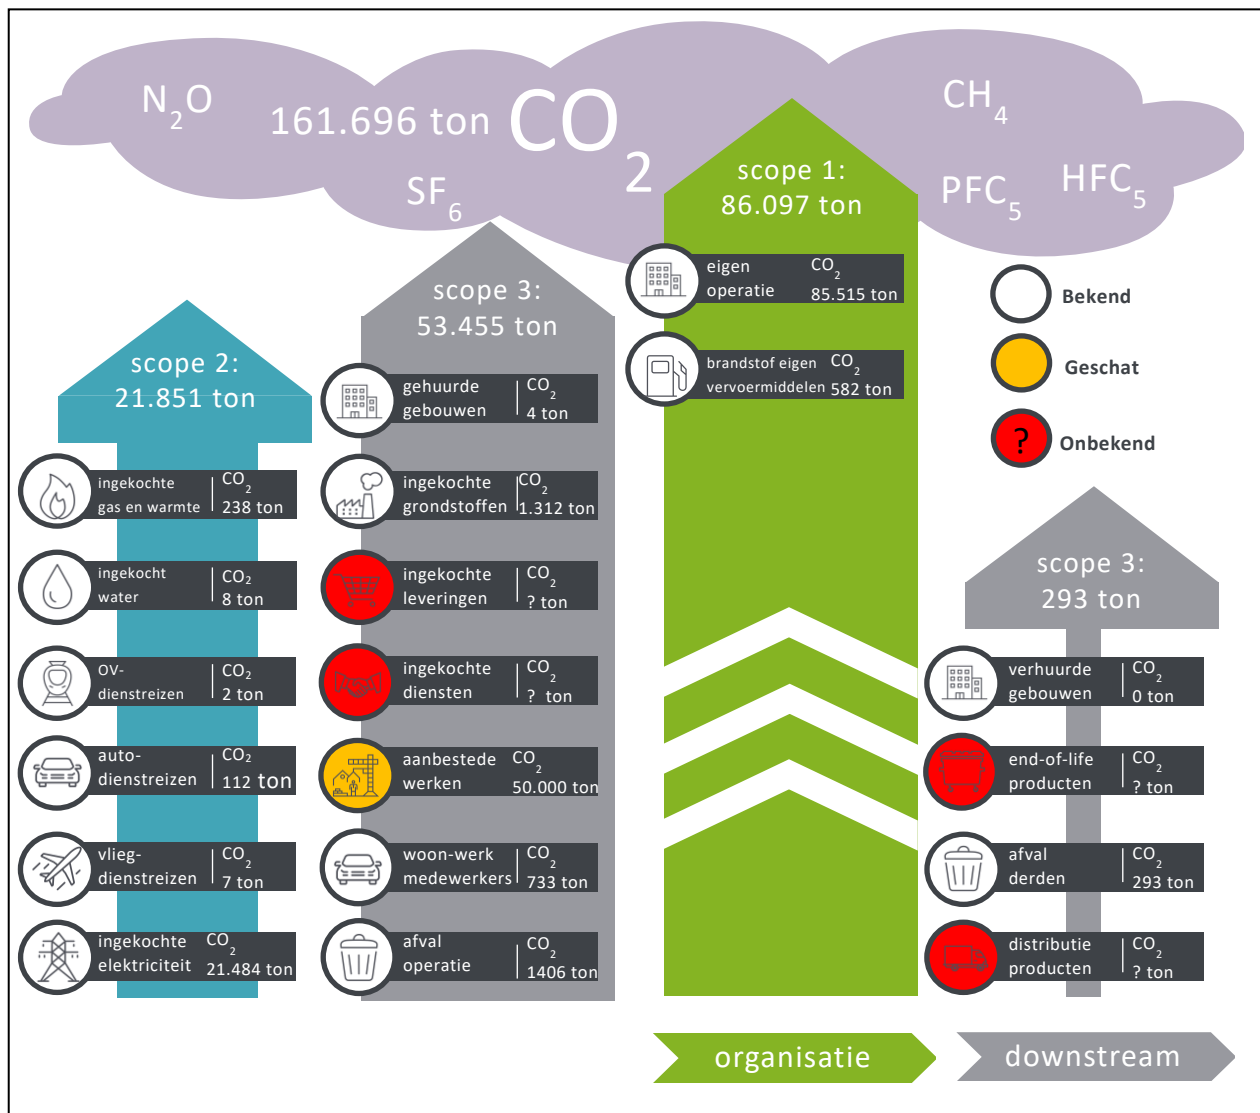 N₂O
161.696 ton CO₂
CH₄
SF₆
PFC₅
HFC₅
scope 2:
21.851 ton
ingekochte
gas en warmte
CO₂
238 ton
ingekocht
water
CO₂
8 ton
OV-
dienstreizen
CO₂
2 ton
auto-
dienstreizen
CO₂
112 ton
vlieg-
dienstreizen
CO₂
7 ton
ingekochte
elektriciteit
CO₂
21.484 ton
scope 3:
53.455 ton
gehuurde
gebouwen
CO₂
4 ton
ingekochte
grondstoffen
CO₂
1.312 ton
ingekochte
leveringen
CO₂
? ton
ingekochte
diensten
CO₂
? ton
aanbestede
werken
CO₂
50.000 ton
woon-werk
medewerkers
CO₂
733 ton
afval
operatie
CO₂
1406 ton
scope 1:
86.097 ton
eigen
operatie
CO₂
85.515 ton
brandstof eigen
vervoermiddelen
CO₂
582 ton
Bekend
Geschat
?
Onbekend
scope 3:
293 ton
verhuurde
gebouwen
CO₂
0 ton
end-of-life
producten
CO₂
? ton
afval
derden
CO₂
293 ton
distributie
producten
CO₂
? ton
organisatie
downstream